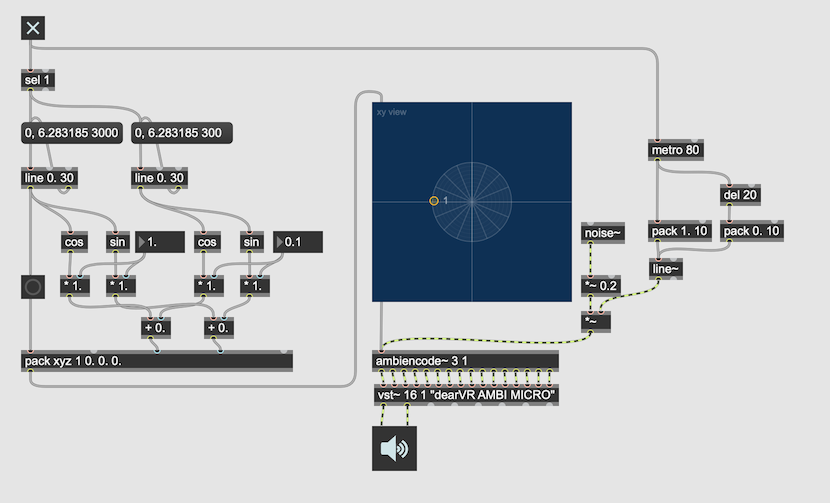 sel 1
0, 6.283185 3000
0, 6.283185 300
line 0. 30
line 0. 30
cos
sin
1.
cos
sin
0.1
* 1.
* 1.
* 1.
* 1.
+ 0.
+ 0.
pack xyz 1 0. 0. 0.
xy view
1
ambiencode~ 3 1
vst~ 16 1 "dearVR AMBI MICRO"
noise~
*~ 0.2
*~
metro 80
del 20
pack 1. 10
pack 0. 10
line~